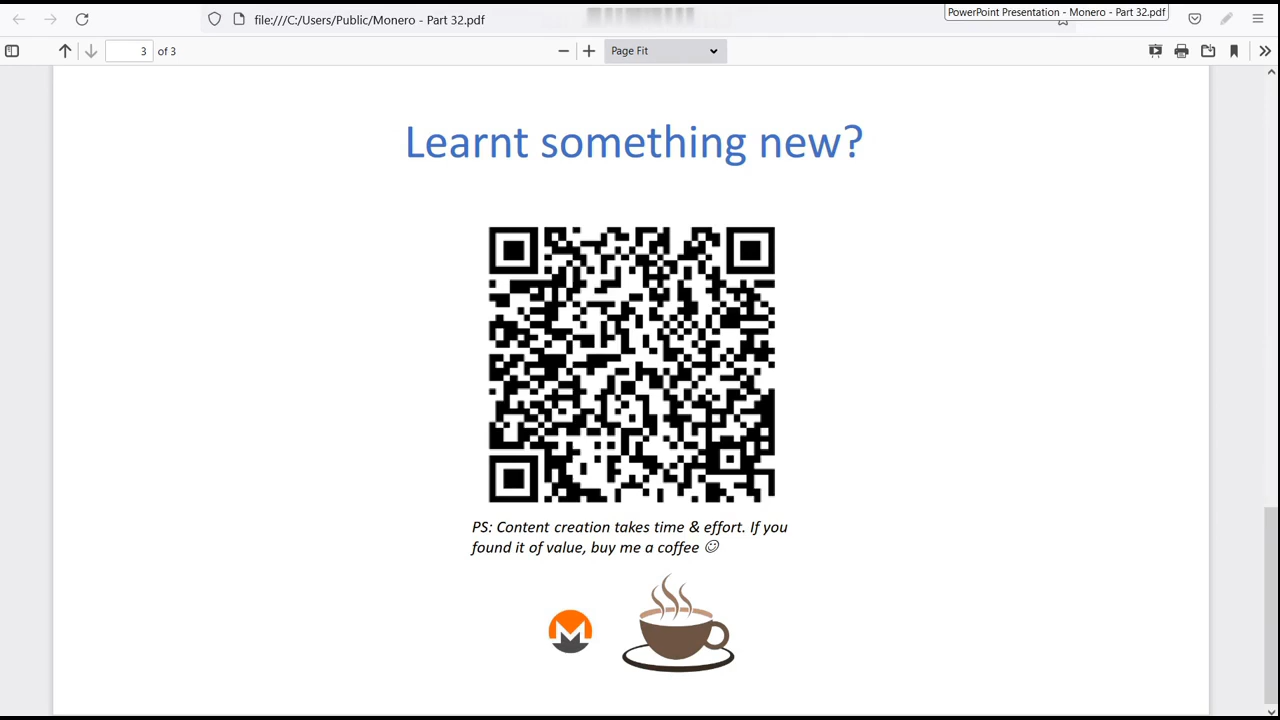 file:///C:/Users/Public/Monero - Part 32.pdf
PowerPoint Presentation - Monero - Part 32.pdf
3 of 3
Page Fit
Learnt something new?
PS: Content creation takes time & effort. If you
found it of value, buy me a coffee ☺